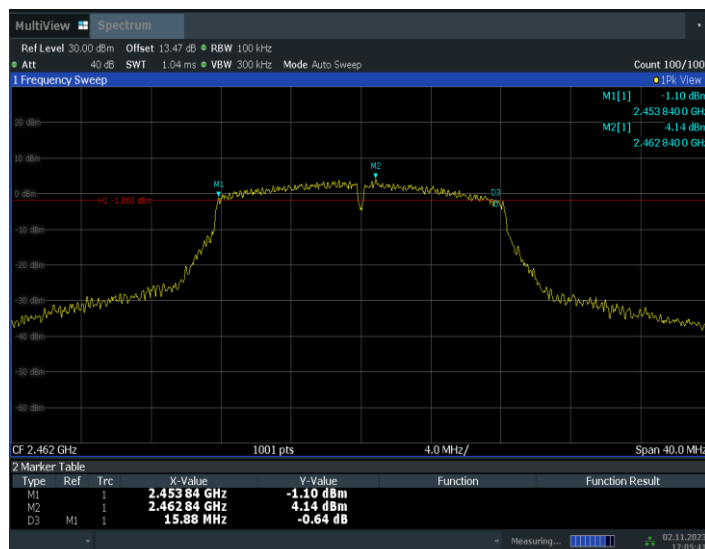 MultiView Spectrum
Ref Level 30.00 dBm Offset 13.47 dB RBW 100 kHz
Att 40 dB SWT 1.04 ms VBW 300 kHz Mode Auto Sweep Count 100/100
1 Frequency Sweep 1Pk View
M1[1] -1.10 dBm
2.453 840 0 GHz
20 dBm
M2[1] 4.14 dBm
2.462 840 0 GHz
10 dBm
M2
M1
D3
0 dBm
H1 -1.860 dBm
-10 dBm
-20 dBm
-30 dBm
-40 dBm
-50 dBm
-60 dBm
CF 2.462 GHz 1001 pts 4.0 MHz/ Span 40.0 MHz
2 Marker Table
Type Ref Trc X-Value Y-Value Function Function Result
M1 1 2.453 84 GHz -1.10 dBm
M2 1 2.462 84 GHz 4.14 dBm
D3 M1 1 15.88 MHz -0.64 dB
Measuring... 02.11.2023
17:05:41